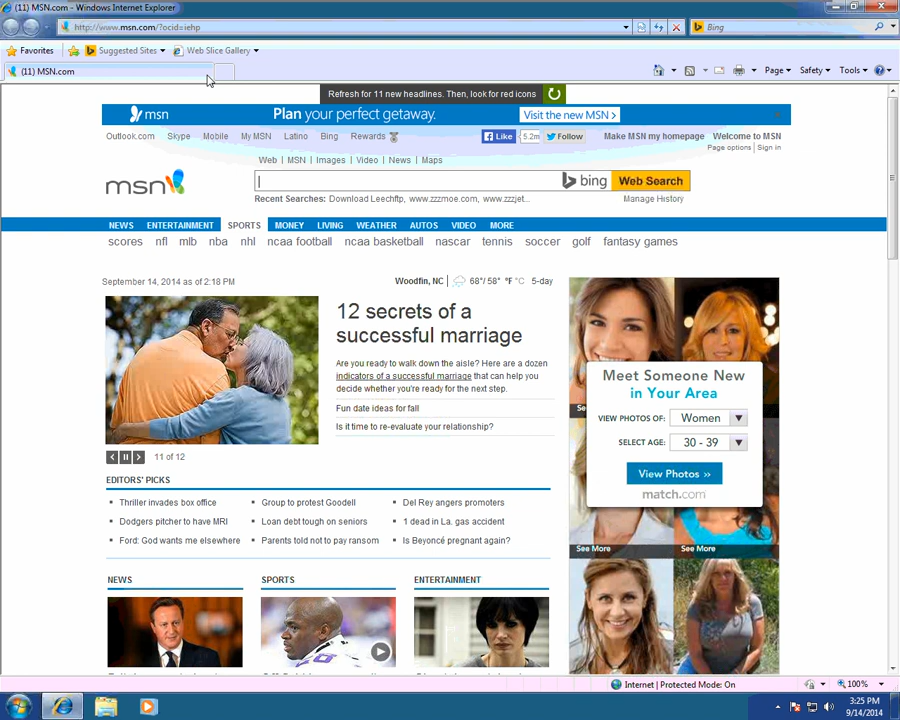 (11) MSN.com - Windows Internet Explorer
http://www.msn.com/?ocid=iehp
Bing
Favorites
Suggested Sites
Web Slice Gallery
(11) MSN.com
Page
Safety
Tools
Refresh for 11 new headlines. Then, look for red icons
msn
Plan your perfect getaway.
Visit the new MSN >
Outlook.com Skype Mobile My MSN Latino Bing Rewards
Like 5.2m Follow
Make MSN my homepage Welcome to MSN
Page options | Sign in
Web | MSN | Images | Video | News | Maps
msn
bing
Web Search
Recent Searches: Download Leechftp, www.zzzmoe.com, www.zzzjet...
Manage History
NEWS ENTERTAINMENT SPORTS MONEY LIVING WEATHER AUTOS VIDEO MORE
scores nfl mlb nba nhl ncaa football ncaa basketball nascar tennis soccer golf fantasy games
September 14, 2014 as of 2:18 PM
Woodfin, NC | 68°/ 58° °F °C 5-day
12 secrets of a
successful marriage
Are you ready to walk down the aisle? Here are a dozen
indicators of a successful marriage that can help you
decide whether you're ready for the next step.
Fun date ideas for fall
Is it time to re-evaluate your relationship?
11 of 12
Meet Someone New
in Your Area
VIEW PHOTOS OF: Women
SELECT AGE: 30 - 39
View Photos »
match.com
See More
See More
EDITORS' PICKS
Thriller invades box office
Group to protest Goodell
Del Rey angers promoters
Dodgers pitcher to have MRI
Loan debt tough on seniors
1 dead in La. gas accident
Ford: God wants me elsewhere
Parents told not to pay ransom
Is Beyoncé pregnant again?
NEWS
SPORTS
ENTERTAINMENT
Internet | Protected Mode: On
100%
3:25 PM
9/14/2014